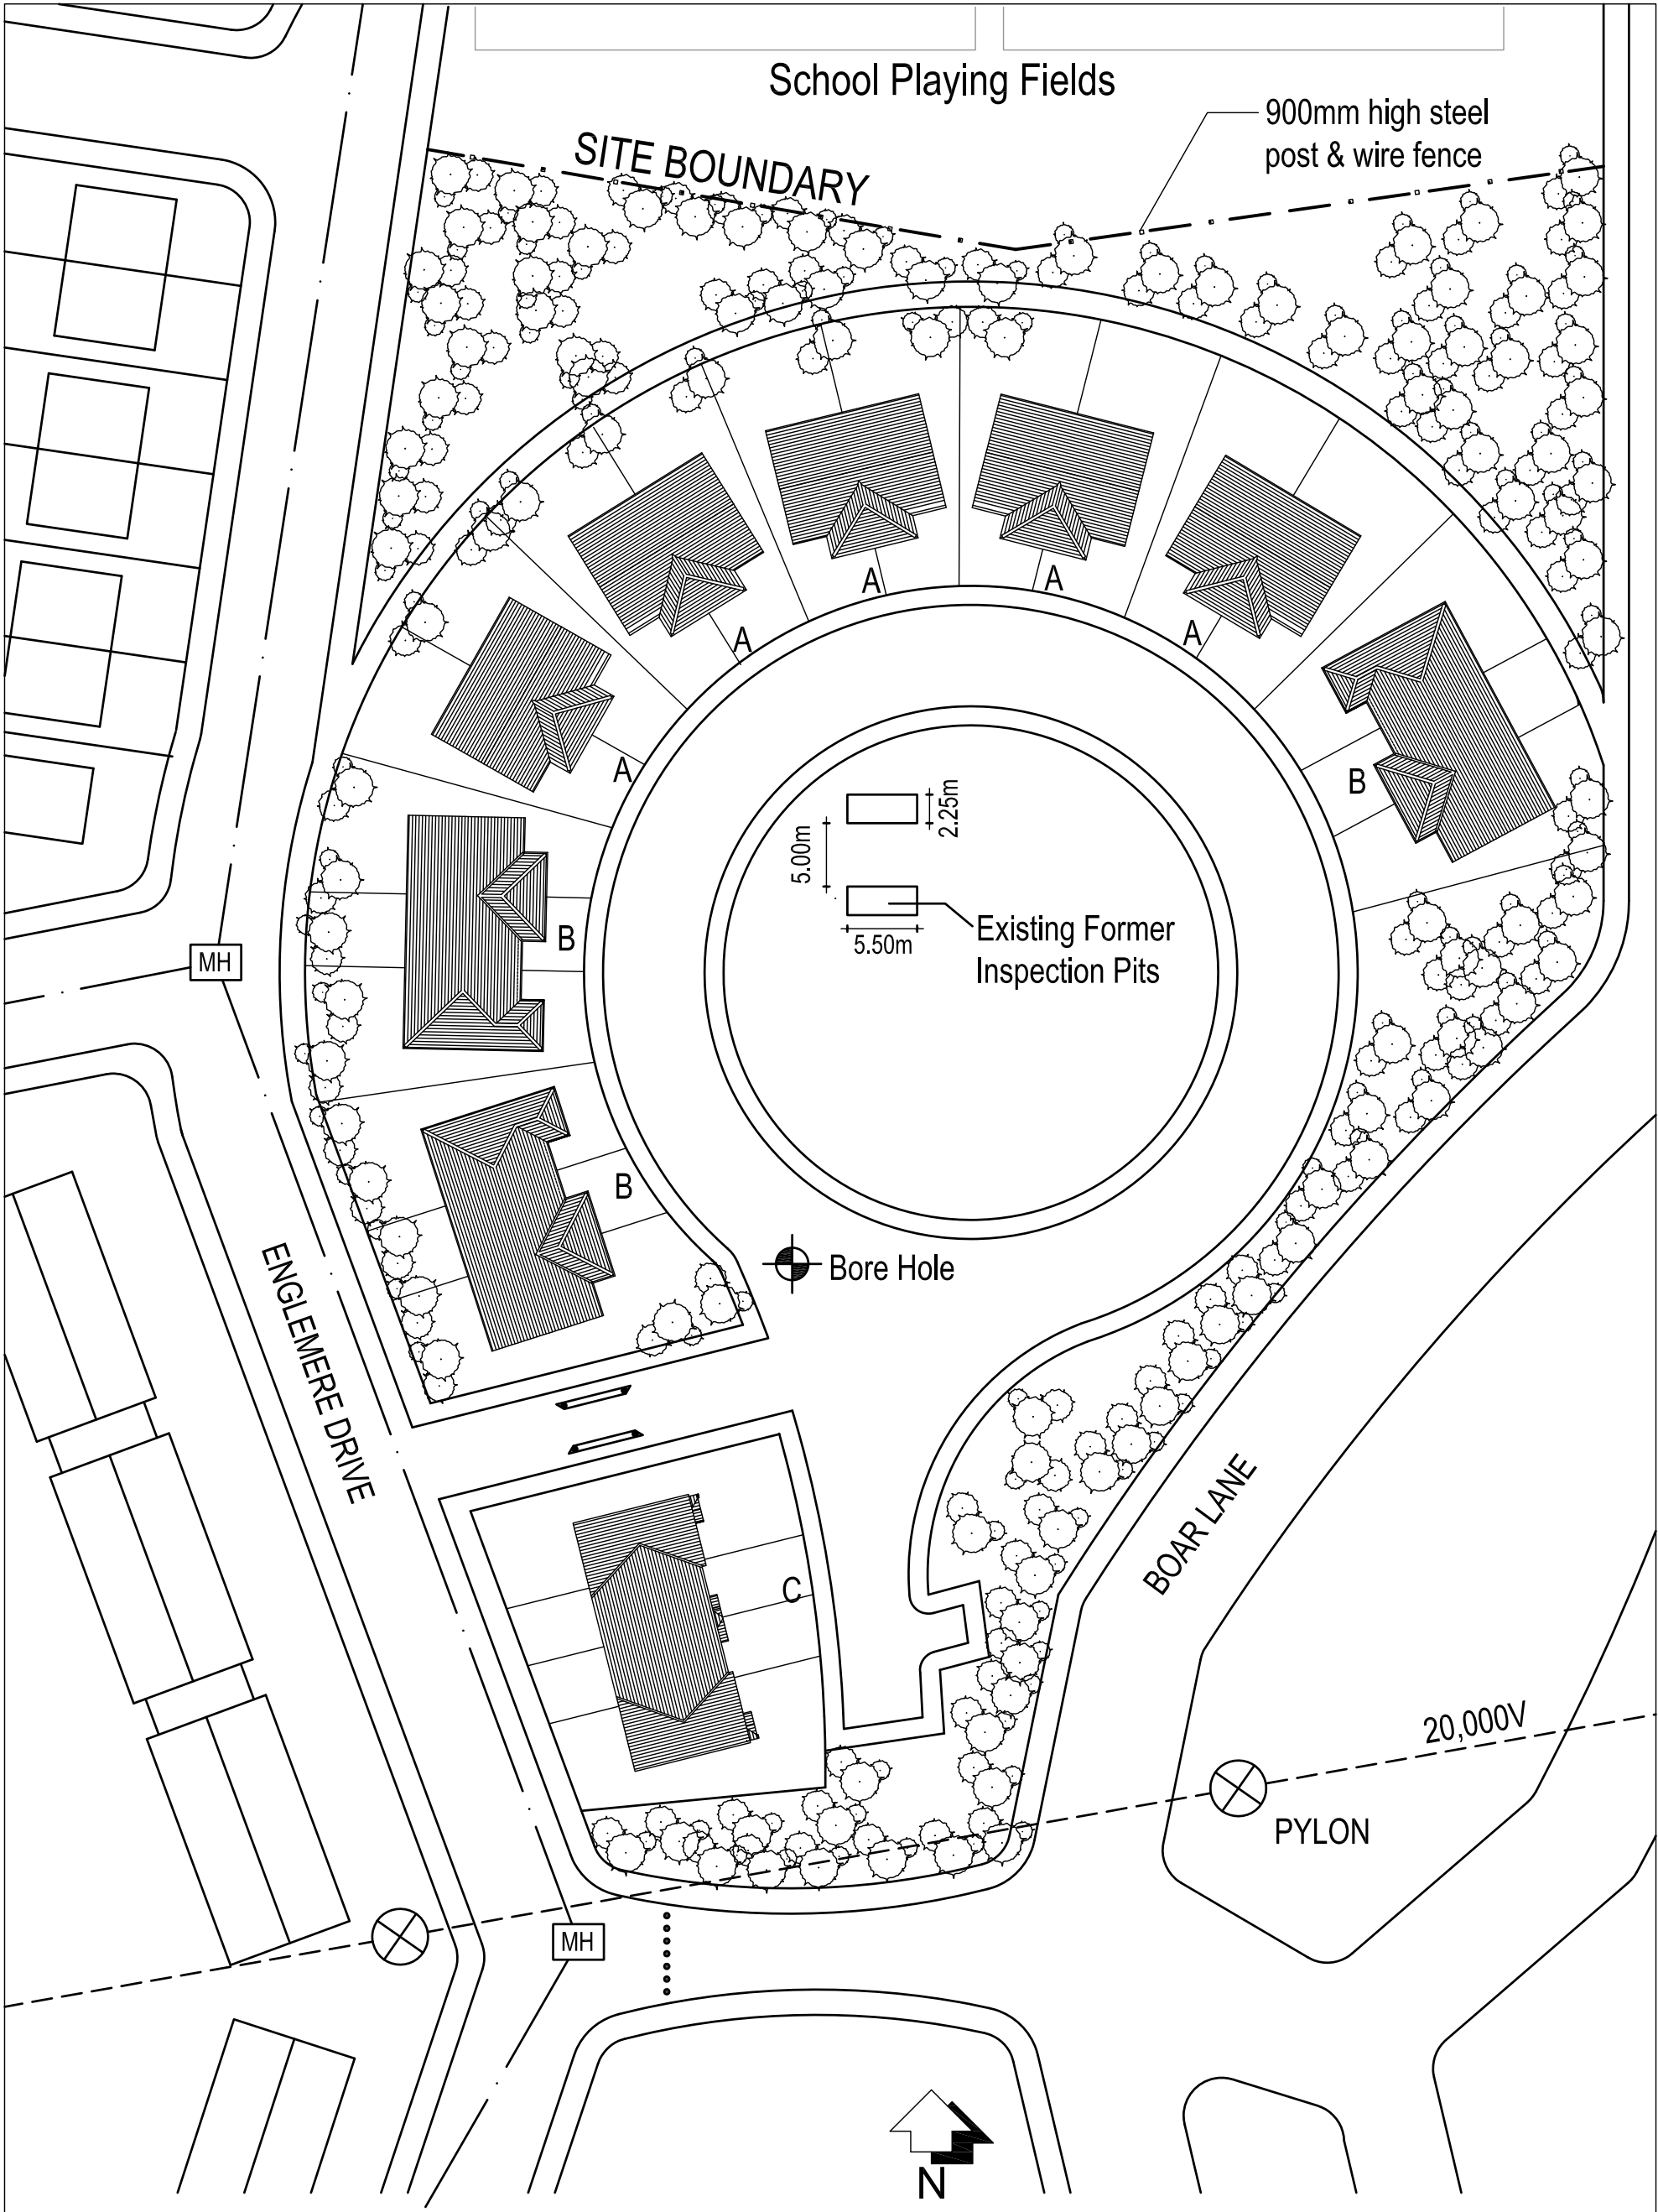 School Playing Fields
900mm high steel
post & wire fence
SITE BOUNDARY
A
A
A
A
A
B
A
2.25m
5.00m
5.50m
Existing Former
Inspection Pits
B
MH
B
Bore Hole
ENGLEMERE DRIVE
BOAR LANE
C
20,000V
PYLON
MH
N